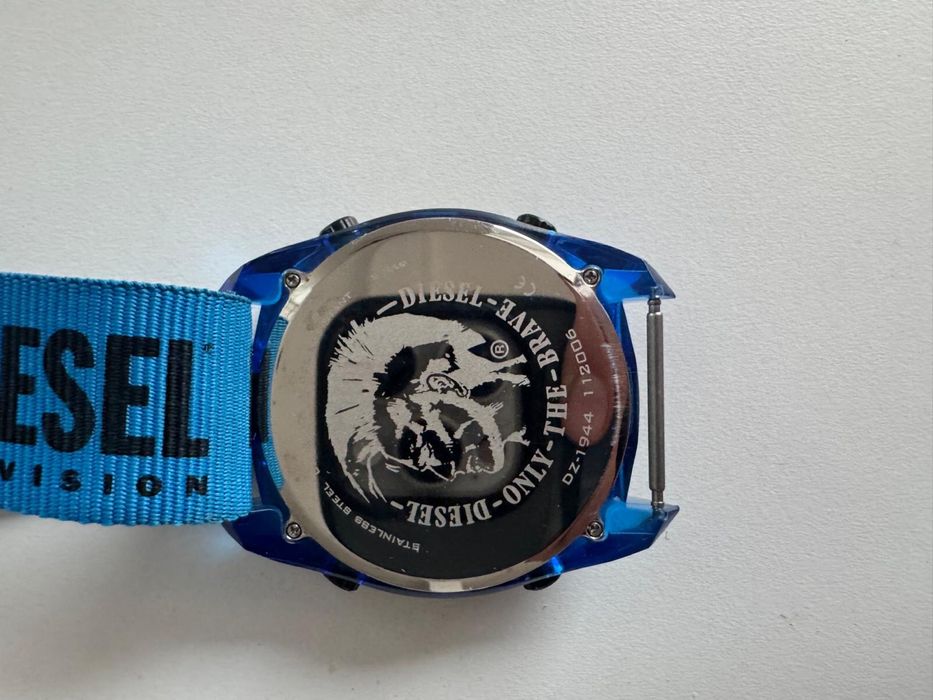 ESEL
VISION
DIESEL-ONLY-THE-BRAVE-DIESEL-
®
DZ-1944 112006
STAINLESS STEEL
CE